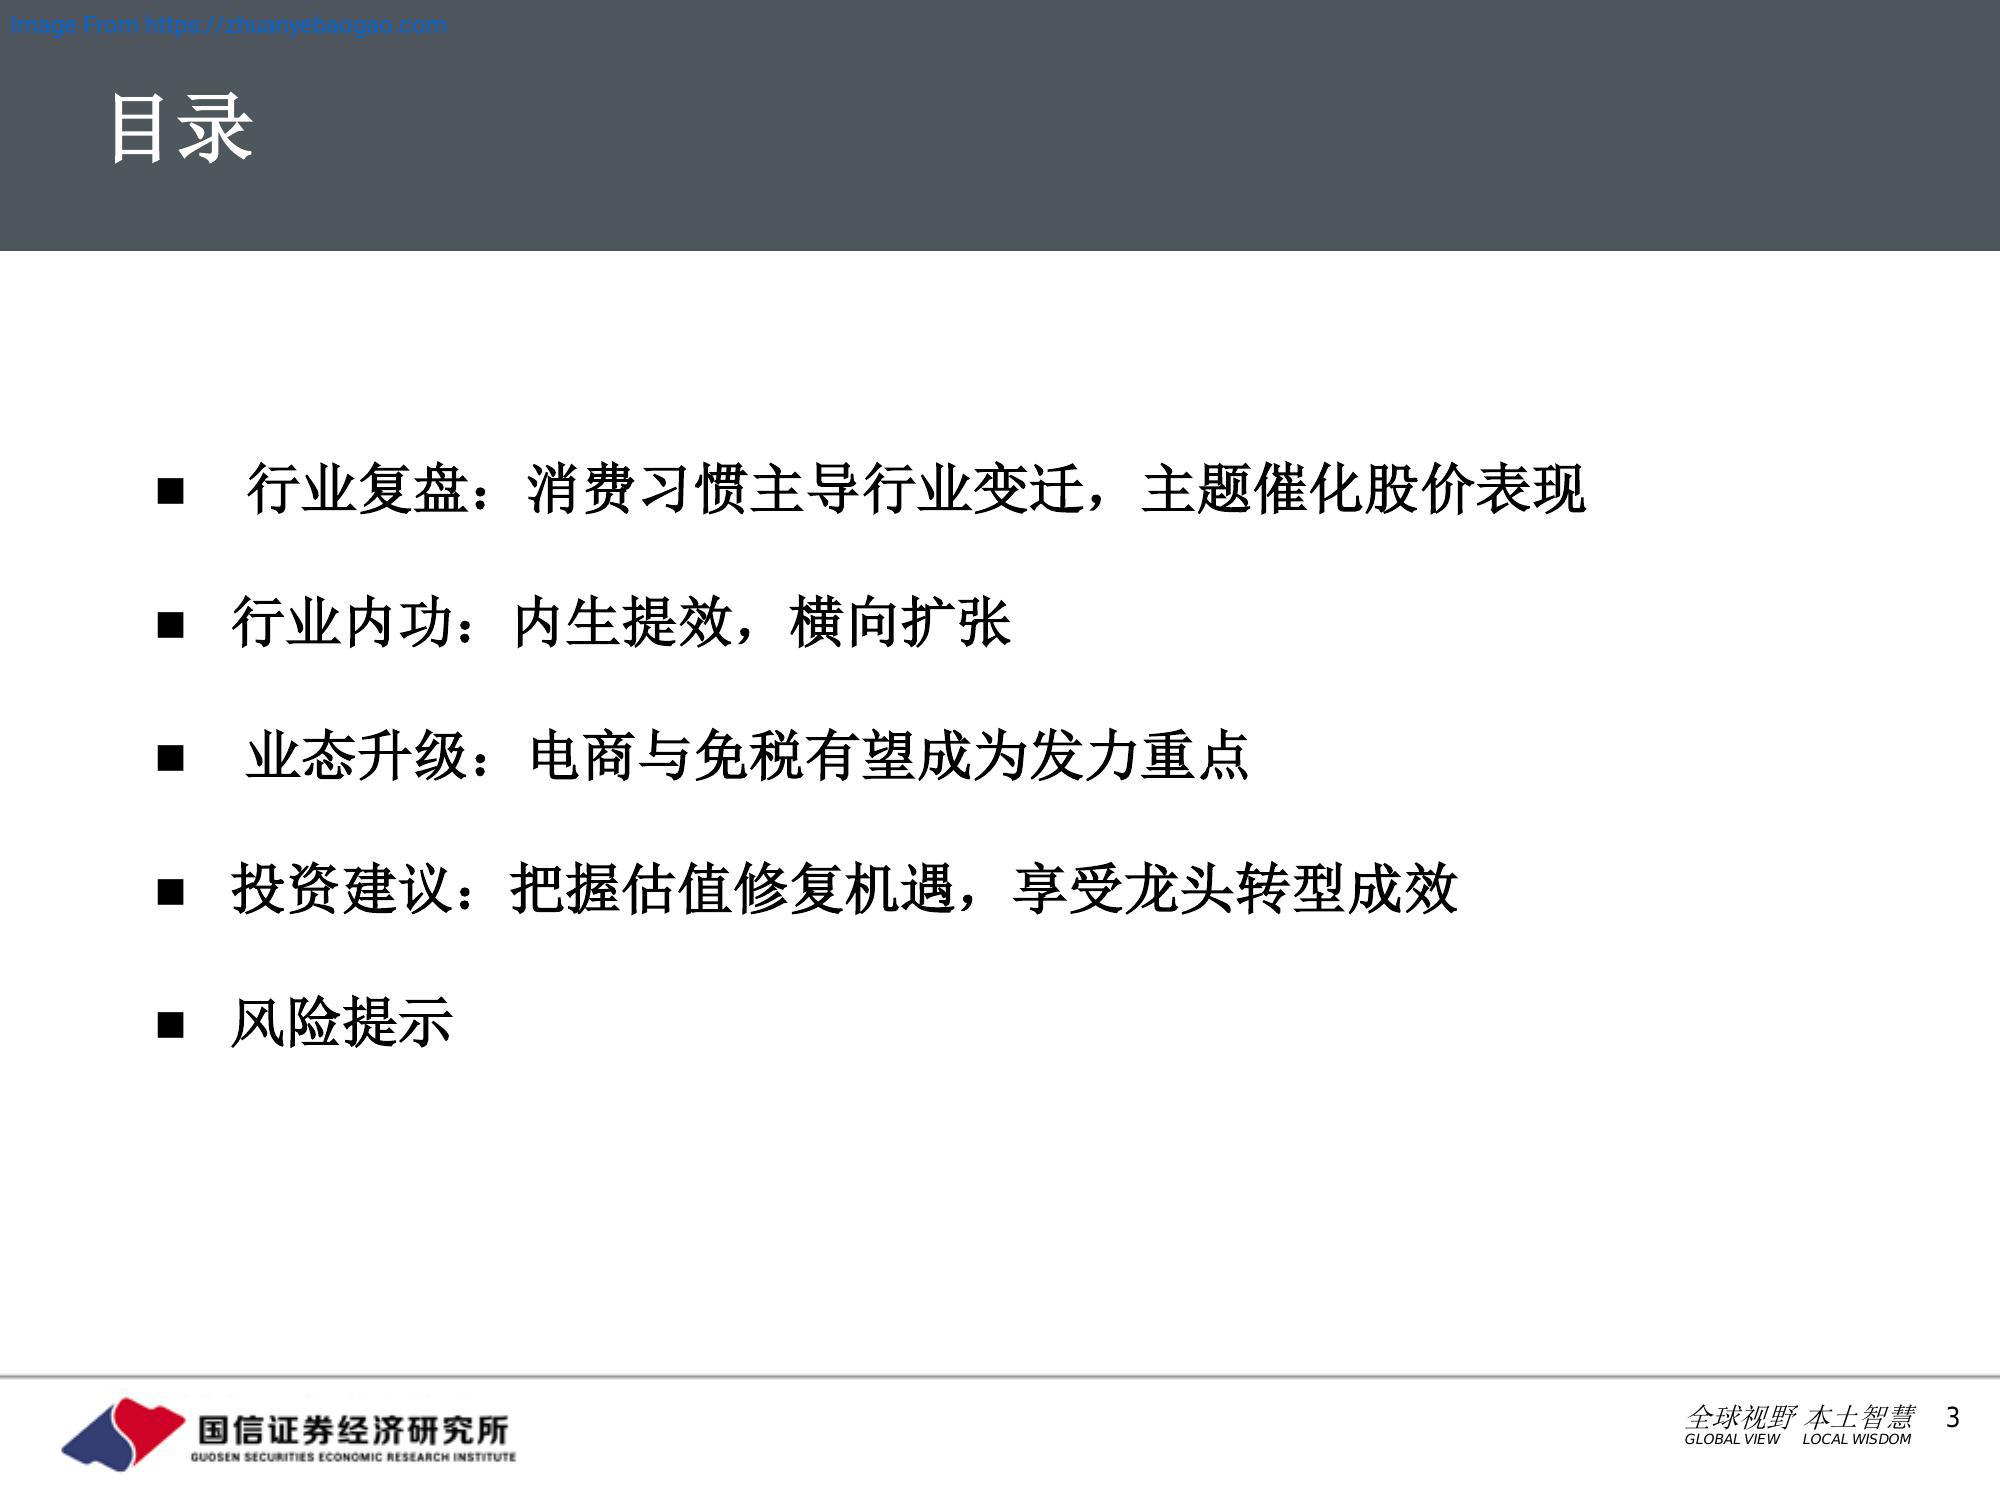 Image From https://zhuanyebaogao.com
目录
■ 行业复盘：消费习惯主导行业变迁，主题催化股价表现
■ 行业内功：内生提效，横向扩张
■ 业态升级：电商与免税有望成为发力重点
■ 投资建议：把握估值修复机遇，享受龙头转型成效
■ 风险提示
国信证券经济研究所
GUOSEN SECURITIES ECONOMIC RESEARCH INSTITUTE
全球视野 本土智慧 3
GLOBAL VIEW LOCAL WISDOM